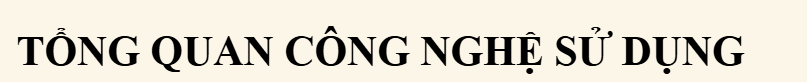 TỔNG QUAN CÔNG NGHỆ SỬ DỤNG